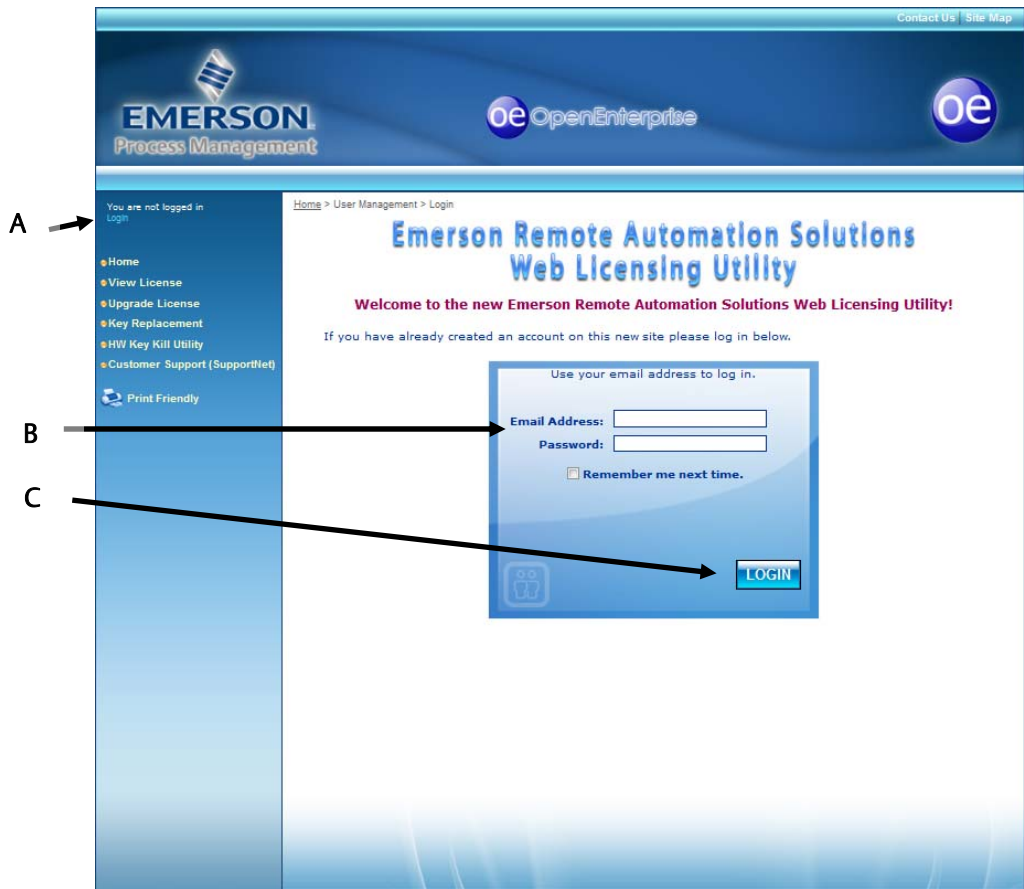 Contact Us | Site Map
EMERSON.
Process Management
oe OpenEnterprise
oe
A
You are not logged in
Login
Home
View License
Upgrade License
Key Replacement
HW Key Kill Utility
Customer Support (SupportNet)
Print Friendly
Home > User Management > Login
Emerson Remote Automation Solutions
Web Licensing Utility
Welcome to the new Emerson Remote Automation Solutions Web Licensing Utility!
If you have already created an account on this new site please log in below.
Use your email address to log in.
B
Email Address:
Password:
Remember me next time.
C
LOGIN